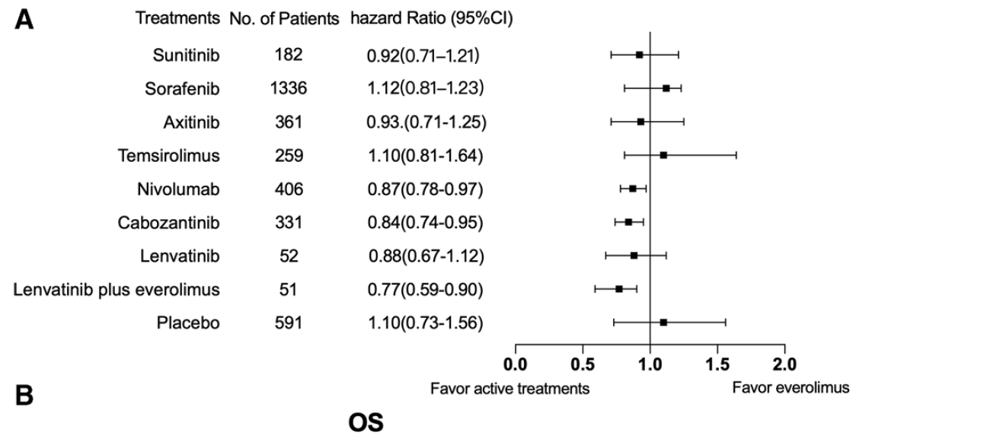 A
Treatments No. of Patients hazard Ratio (95%CI)
Sunitinib 182 0.92(0.71–1.21)
Sorafenib 1336 1.12(0.81–1.23)
Axitinib 361 0.93.(0.71-1.25)
Temsirolimus 259 1.10(0.81-1.64)
Nivolumab 406 0.87(0.78-0.97)
Cabozantinib 331 0.84(0.74-0.95)
Lenvatinib 52 0.88(0.67-1.12)
Lenvatinib plus everolimus 51 0.77(0.59-0.90)
Placebo 591 1.10(0.73-1.56)
0.0 0.5 1.0 1.5 2.0
Favor active treatments Favor everolimus
B
OS